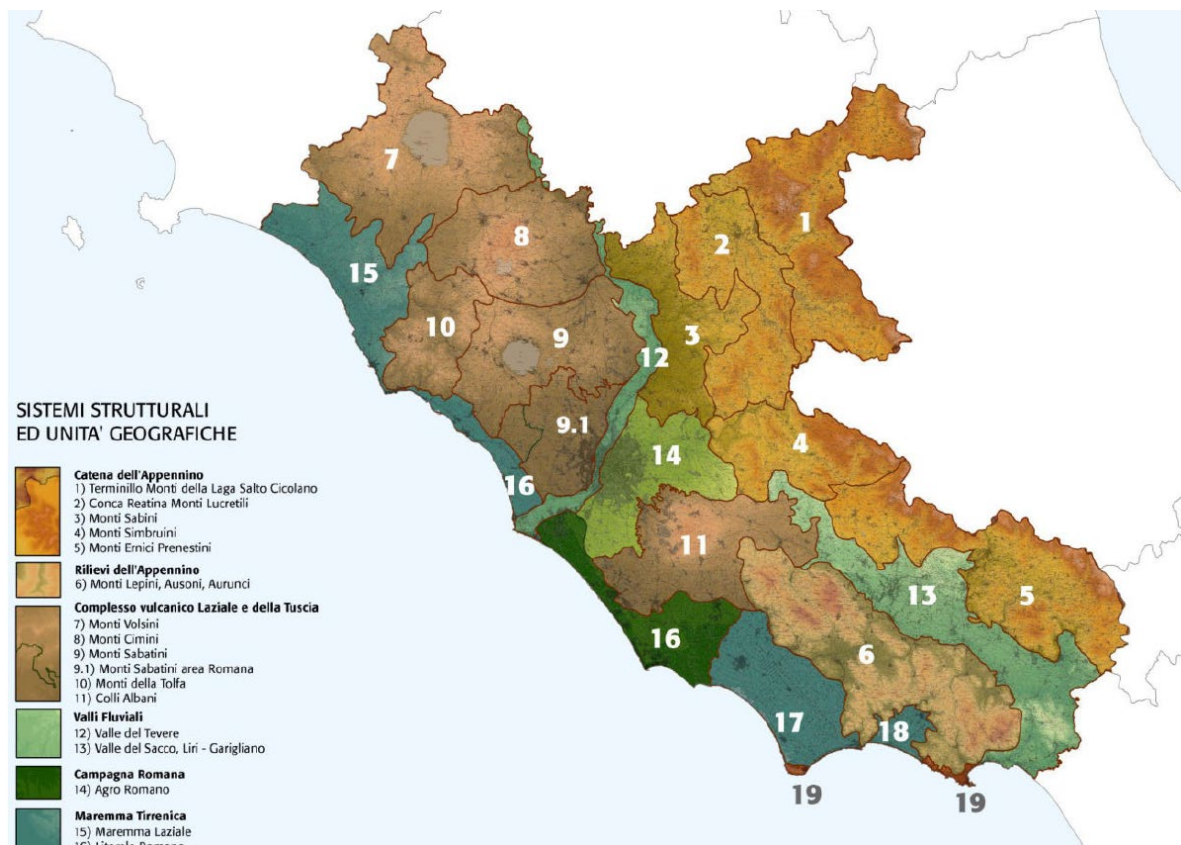 7
8
1
2
15
10
9
3
12
9.1
14
4
16
11
13
5
16
6
17
18
19
19
SISTEMI STRUTTURALI
ED UNITA' GEOGRAFICHE
Catena dell'Appennino
1) Terminillo Monti della Laga Salto Cicolano
2) Conca Reatina Monti Lucretili
3) Monti Sabini
4) Monti Simbruini
5) Monti Ernici Prenestini
Rilievi dell'Appennino
6) Monti Lepini, Ausoni, Aurunci
Complesso vulcanico Laziale e della Tuscia
7) Monti Volsini
8) Monti Cimini
9) Monti Sabatini
9.1) Monti Sabatini area Romana
10) Monti della Tolfa
11) Colli Albani
Valli Fluviali
12) Valle del Tevere
13) Valle del Sacco, Liri - Garigliano
Campagna Romana
14) Agro Romano
Maremma Tirrenica
15) Maremma Laziale